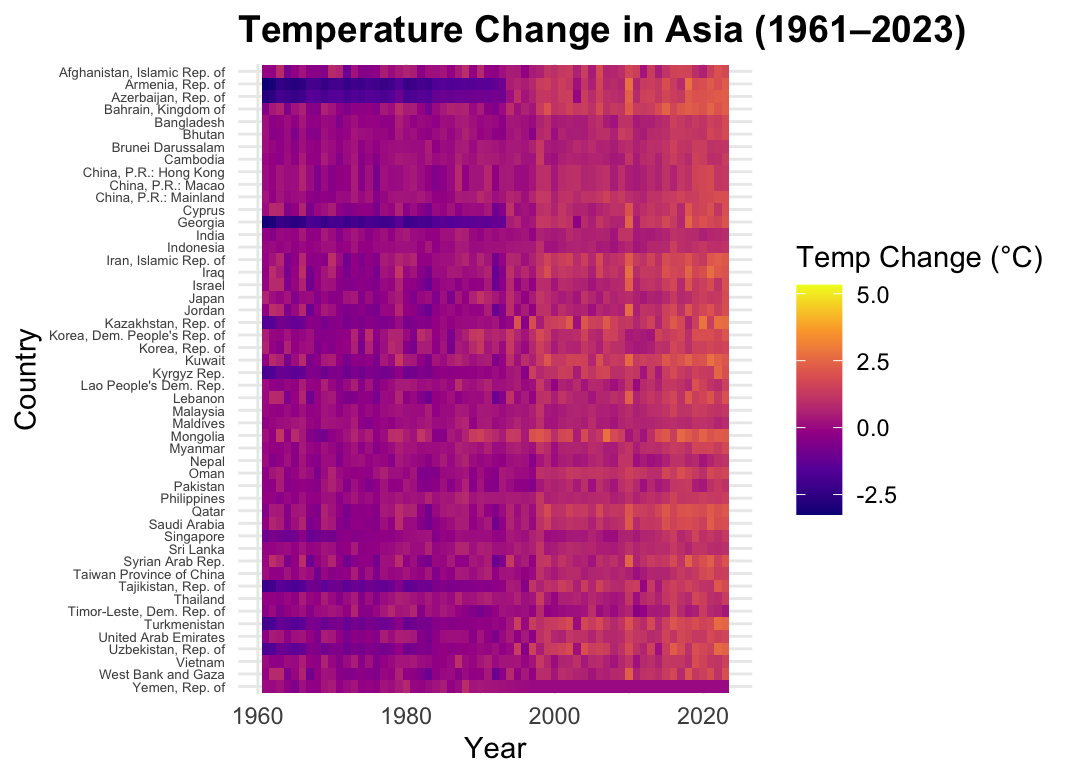 Temperature Change in Asia (1961–2023)
Afghanistan, Islamic Rep. of
Armenia, Rep. of
Azerbaijan, Rep. of
Bahrain, Kingdom of
Bangladesh
Bhutan
Brunei Darussalam
Cambodia
China, P.R.: Hong Kong
China, P.R.: Macao
China, P.R.: Mainland
Cyprus
Georgia
India
Indonesia
Iran, Islamic Rep. of
Iraq
Israel
Japan
Jordan
Kazakhstan, Rep. of
Korea, Dem. People's Rep. of
Korea, Rep. of
Kuwait
Kyrgyz Rep.
Lao People's Dem. Rep.
Lebanon
Malaysia
Maldives
Mongolia
Myanmar
Nepal
Oman
Pakistan
Philippines
Qatar
Saudi Arabia
Singapore
Sri Lanka
Syrian Arab Rep.
Taiwan Province of China
Tajikistan, Rep. of
Thailand
Timor-Leste, Dem. Rep. of
Turkmenistan
United Arab Emirates
Uzbekistan, Rep. of
Vietnam
West Bank and Gaza
Yemen, Rep. of
Country
1960 1980 2000 2020
Year
Temp Change (°C)
5.0
2.5
0.0
-2.5